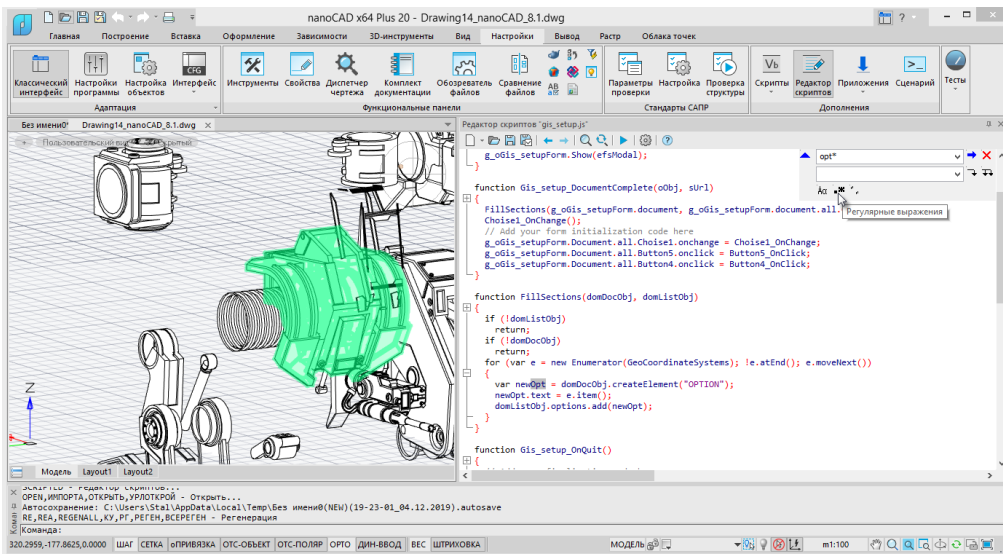 nanoCAD x64 Plus 20 - Drawing14_nanoCAD_8.1.dwg
?
Главная Построение Вставка Оформление Зависимости 3D-инструменты Вид Настройки Вывод Растр Облака точек
Классический интерфейс
Настройки программы
Настройка объектов
CFG
Интерфейс
Инструменты
Свойства
Диспетчер чертежа
Комплект документации
Обозреватель файлов
Сравнение файлов
Параметры проверки
Настройка
Проверка структуры
Vb
Скрипты
Редактор скриптов
Приложения
Сценарий
Тесты
Адаптация Функциональные панели Стандарты САПР Дополнения
Без имени0* Drawing14_nanoCAD_8.1.dwg
Редактор скриптов "gis_setup.js"
+ Пользовательский вид
opt*
Aα
Регулярные выражения
g_oGis_setupForm.Show(efsModal);
}
function Gis_setup_DocumentComplete(oObj, sUrl)
{
FillSections(g_oGis_setupForm.document, g_oGis_setupForm.document.all.
Choise1_OnChange();
// Add your form initialization code here
g_oGis_setupForm.Document.all.Choise1.onchange = Choise1_OnChange;
g_oGis_setupForm.Document.all.Button5.onclick = Button5_OnClick;
g_oGis_setupForm.Document.all.Button4.onclick = Button4_OnClick;
}
function FillSections(domDocObj, domListObj)
{
if (!domListObj)
return;
if (!domDocObj)
return;
for (var e = new Enumerator(GeoCoordinateSystems); !e.atEnd(); e.moveNext())
{
var newOpt = domDocObj.createElement("OPTION");
newOpt.text = e.item();
domListObj.options.add(newOpt);
}
}
function Gis_setup_OnQuit()
{
Z
Модель Layout1 Layout2
OPEN,ИМПОРТА,ОТКРЫТЬ,УРЛОТКРОЙ - Открыть...
Автосохранение: C:\Users\Stal\AppData\Local\Temp\Без имени0(NEW)(19-23-01_04.12.2019).autosave
RE,REA,REGENALL,КУ,РГ,РЕГЕН,ВСЕРЕГЕН - Регенерация
Команда:
320.2959,-177.8625,0.0000 ШАГ СЕТКА оПРИВЯЗКА ОТС-ОБЪЕКТ ОТС-ПОЛЯР ОРТО ДИН-ВВОД ВЕС ШТРИХОВКА МОДЕЛЬ m1:100